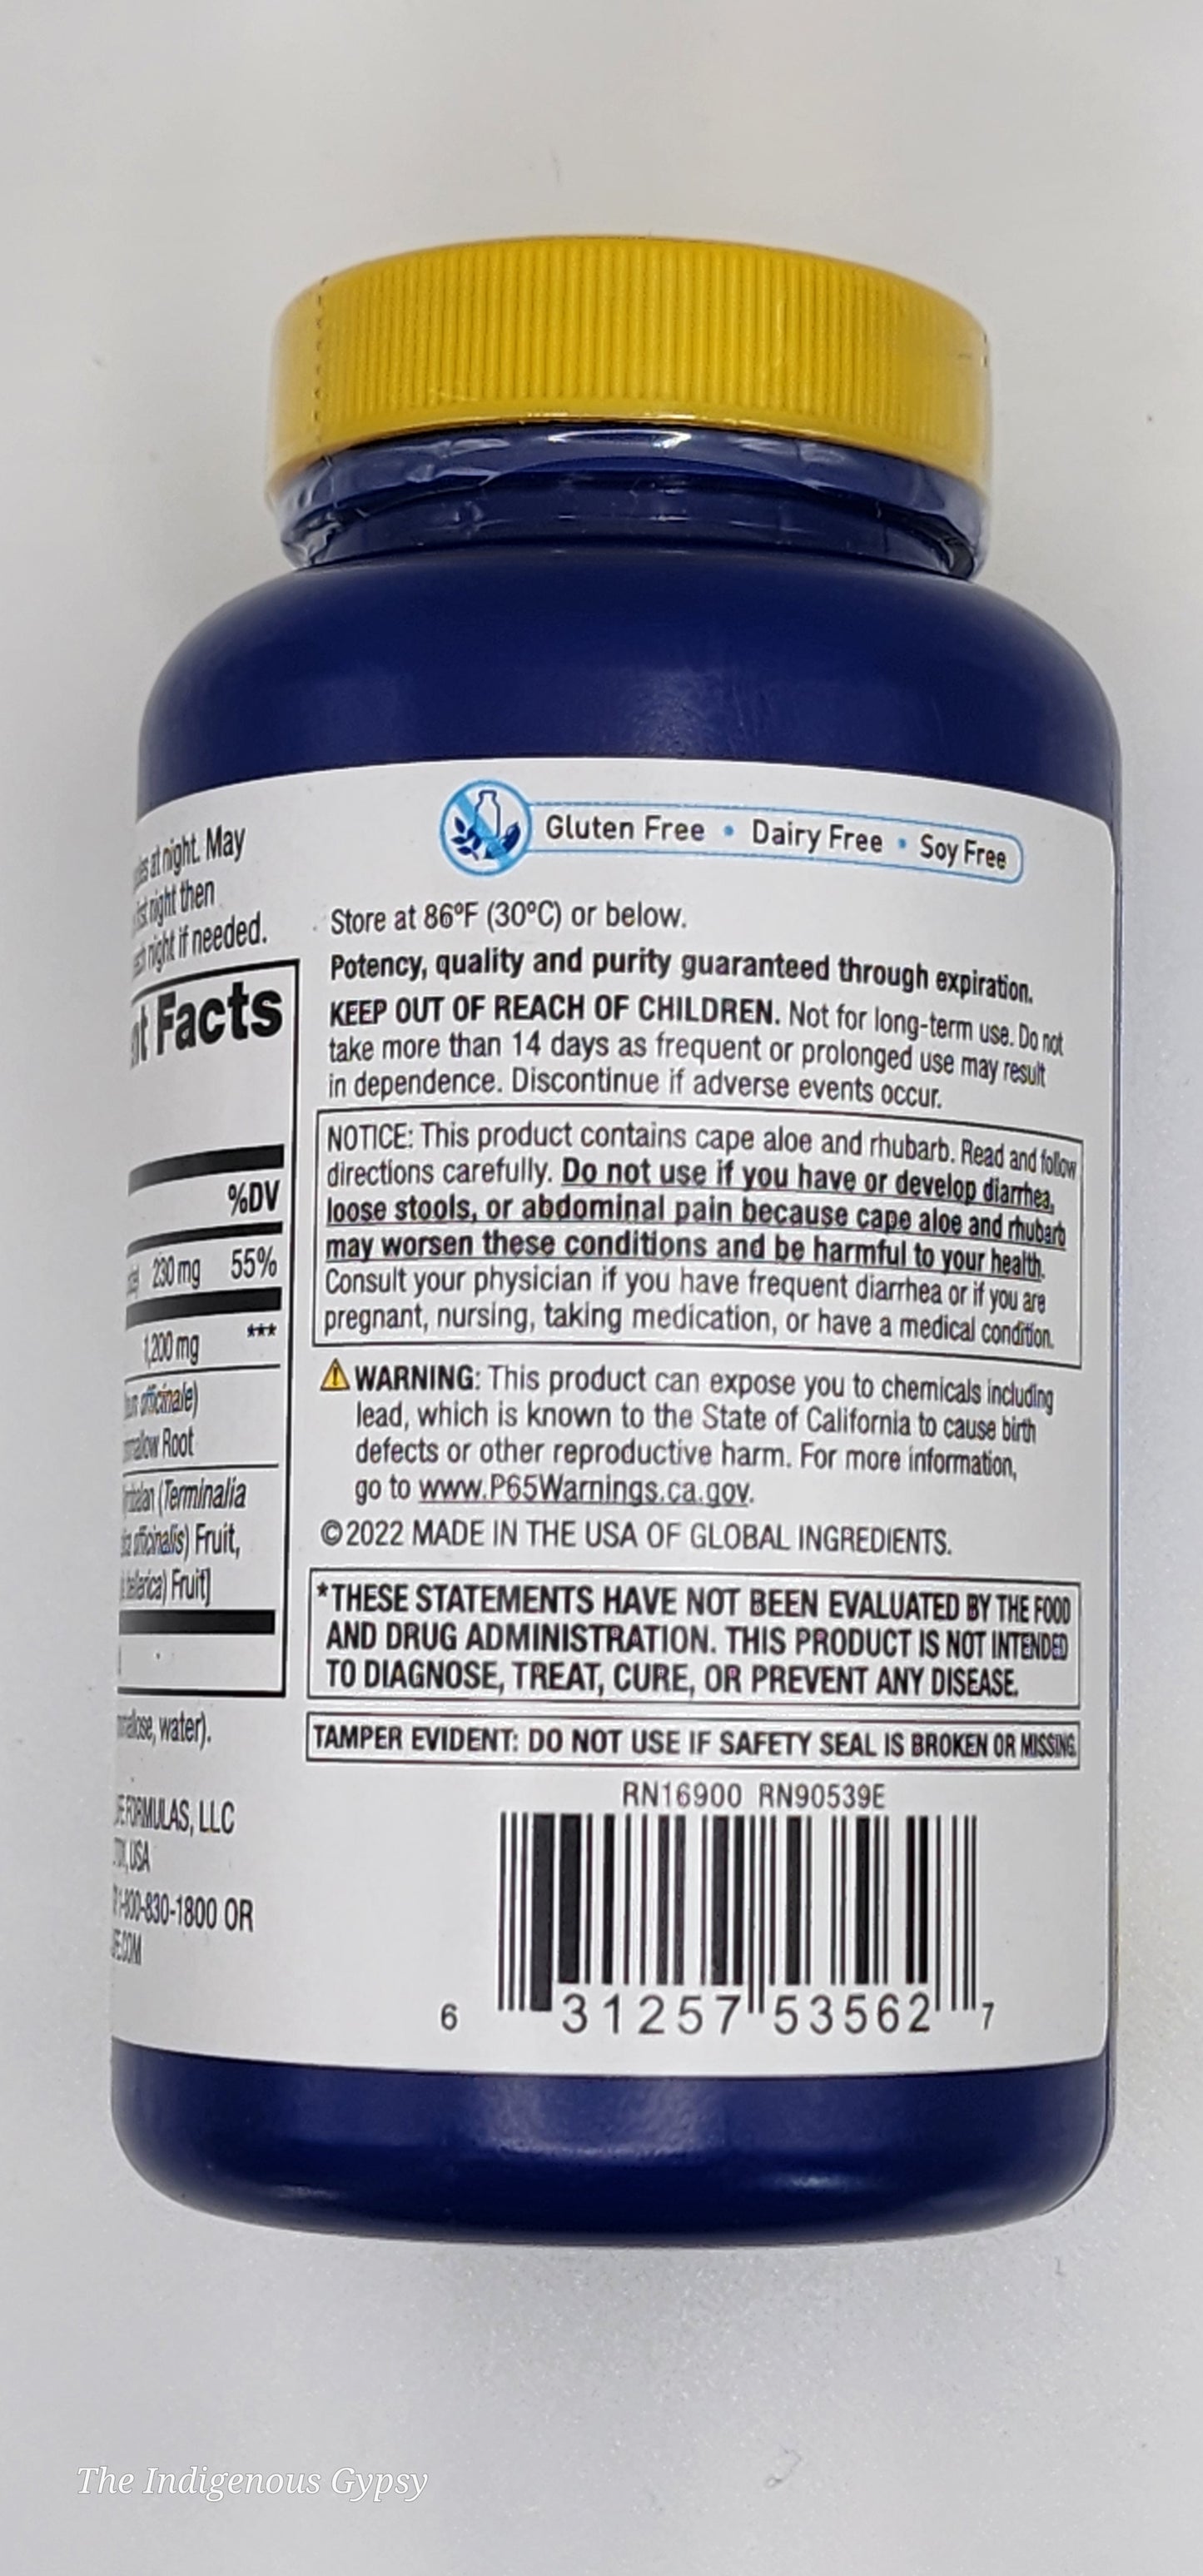 at night. May
night then
night if needed.
Facts
%DV
230 mg 55%
1,200 mg ***
officinale)
Root
(Terminalia
officinalis) Fruit,
Fruit]
water).
FORMULAS, LLC
USA
1-800-830-1800 OR
Gluten Free • Dairy Free • Soy Free
Store at 86ºF (30ºC) or below.
Potency, quality and purity guaranteed through expiration.
KEEP OUT OF REACH OF CHILDREN. Not for long-term use. Do not
take more than 14 days as frequent or prolonged use may result
in dependence. Discontinue if adverse events occur.
NOTICE: This product contains cape aloe and rhubarb. Read and follow
directions carefully. Do not use if you have or develop diarrhea,
loose stools, or abdominal pain because cape aloe and rhubarb
may worsen these conditions and be harmful to your health.
Consult your physician if you have frequent diarrhea or if you are
pregnant, nursing, taking medication, or have a medical condition.
WARNING: This product can expose you to chemicals including
lead, which is known to the State of California to cause birth
defects or other reproductive harm. For more information,
go to www.P65Warnings.ca.gov.
©2022 MADE IN THE USA OF GLOBAL INGREDIENTS.
*THESE STATEMENTS HAVE NOT BEEN EVALUATED BY THE FOOD
AND DRUG ADMINISTRATION. THIS PRODUCT IS NOT INTENDED
TO DIAGNOSE, TREAT, CURE, OR PREVENT ANY DISEASE.
TAMPER EVIDENT: DO NOT USE IF SAFETY SEAL IS BROKEN OR MISSING.
RN16900 RN90539E
6 31257 53562 7
The Indigenous Gypsy